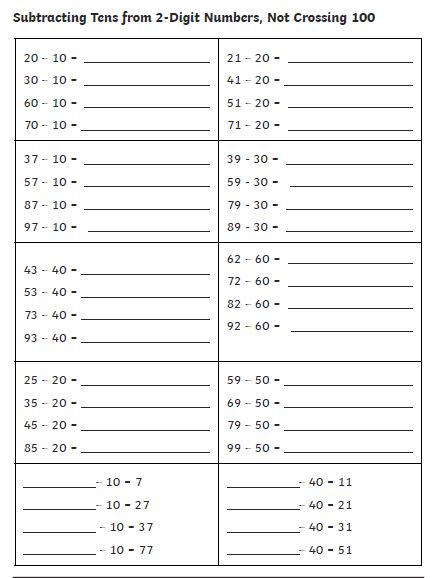 Subtracting Tens from 2-Digit Numbers, Not Crossing 100
20 - 10 = ____________
30 - 10 = ____________
60 - 10 = ____________
70 - 10 = ____________
21 - 20 = ____________
41 - 20 = ____________
51 - 20 = ____________
71 - 20 = ____________
37 - 10 = ____________
57 - 10 = ____________
87 - 10 = ____________
97 - 10 = ____________
39 - 30 = ____________
59 - 30 = ____________
79 - 30 = ____________
89 - 30 = ____________
43 - 40 = ____________
53 - 40 = ____________
73 - 40 = ____________
93 - 40 = ____________
62 - 60 = ____________
72 - 60 = ____________
82 - 60 = ____________
92 - 60 = ____________
25 - 20 = ____________
35 - 20 = ____________
45 - 20 = ____________
85 - 20 = ____________
59 - 50 = ____________
69 - 50 = ____________
79 - 50 = ____________
99 - 50 = ____________
____________ - 10 = 7
____________ - 10 = 27
____________ - 10 = 37
____________ - 10 = 77
____________ - 40 = 11
____________ - 40 = 21
____________ - 40 = 31
____________ - 40 = 51